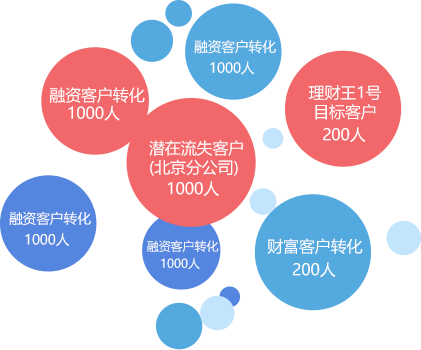 融资客户转化
1000人
融资客户转化
1000人
理财王1号
目标客户
200人
潜在流失客户
(北京分公司)
1000人
融资客户转化
1000人
融资客户转化
1000人
财富客户转化
200人